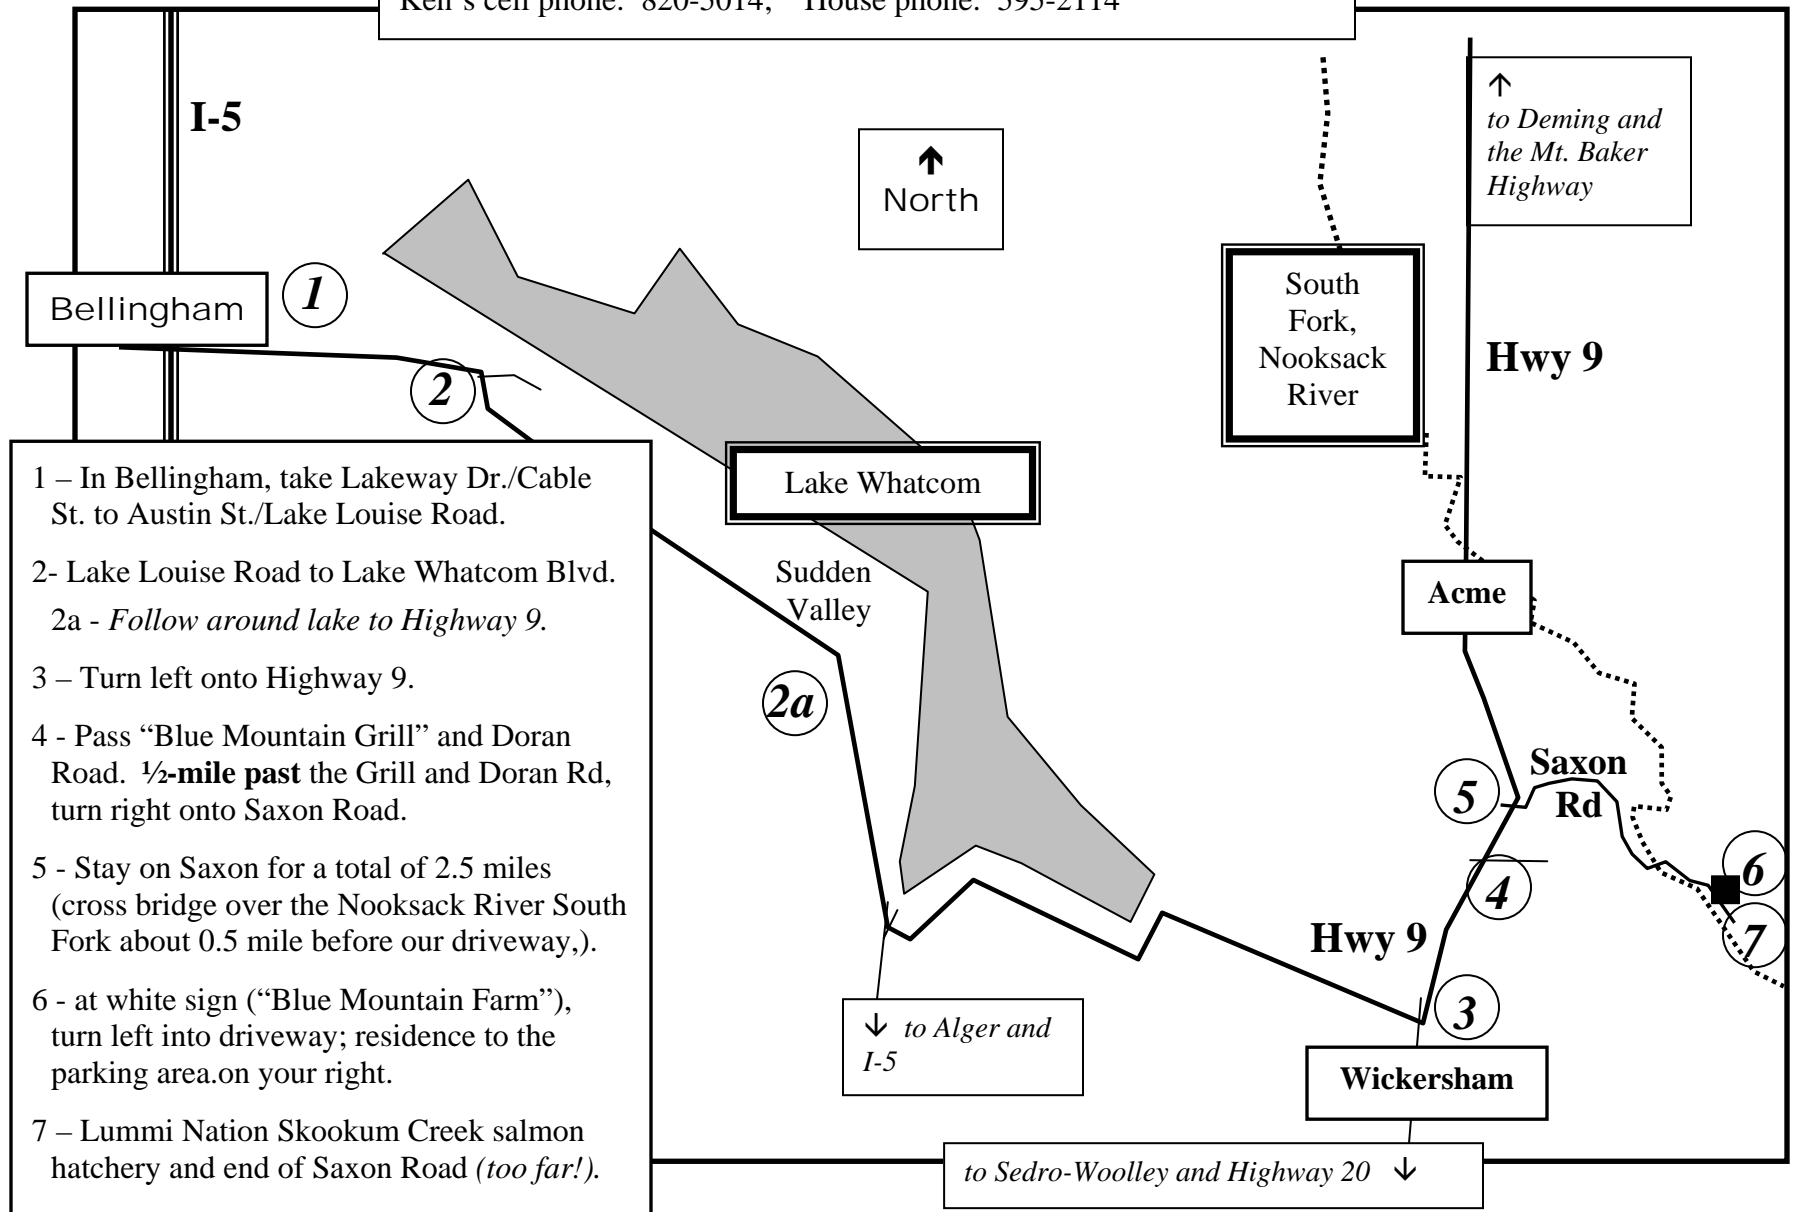 Ken's cell phone: 820-5014, House phone: 595-2114
I-5
↑
North
↑
to Deming and
the Mt. Baker
Highway
Bellingham
1
2
South
Fork,
Nooksack
River
Hwy 9
Lake Whatcom
1 – In Bellingham, take Lakeway Dr./Cable
St. to Austin St./Lake Louise Road.
2- Lake Louise Road to Lake Whatcom Blvd.
2a - Follow around lake to Highway 9.
3 – Turn left onto Highway 9.
4 - Pass “Blue Mountain Grill” and Doran
Road. ½-mile past the Grill and Doran Rd,
turn right onto Saxon Road.
5 - Stay on Saxon for a total of 2.5 miles
(cross bridge over the Nooksack River South
Fork about 0.5 mile before our driveway,).
6 - at white sign (“Blue Mountain Farm”),
turn left into driveway; residence to the
parking area.on your right.
7 – Lummi Nation Skookum Creek salmon
hatchery and end of Saxon Road (too far!).
Sudden
Valley
Acme
2a
Saxon
Rd
5
6
4
7
Hwy 9
3
↓ to Alger and
I-5
Wickersham
to Sedro-Woolley and Highway 20 ↓